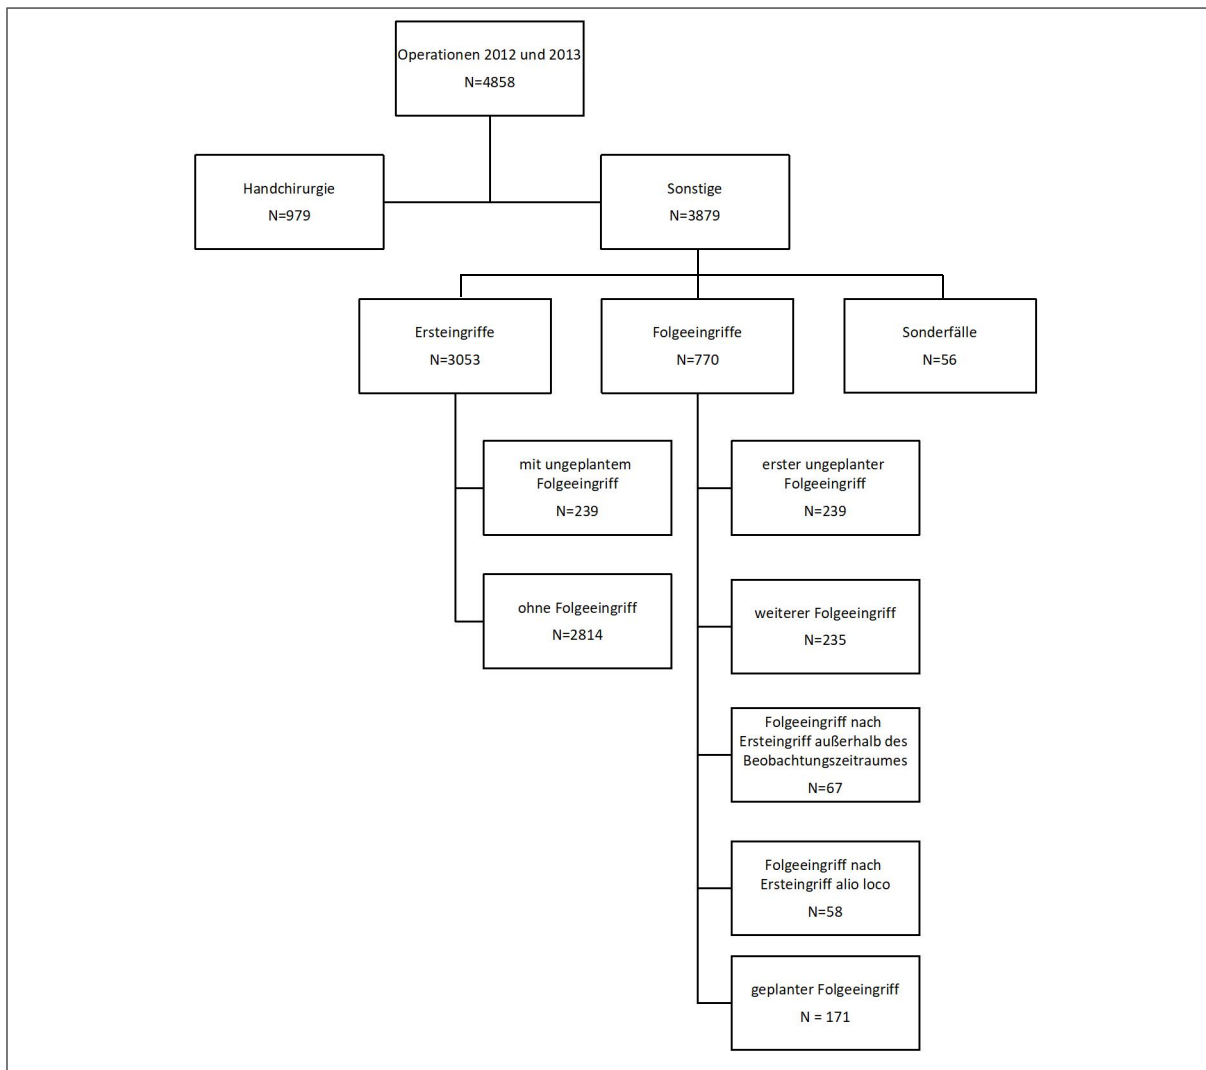 Operationen 2012 und 2013
N=4858
Handchirurgie
N=979
Sonstige
N=3879
Ersteingriffe
N=3053
Folgeeingriffe
N=770
Sonderfälle
N=56
mit ungeplantem
Folgeeingriff
N=239
ohne Folgeeingriff
N=2814
erster ungeplanter
Folgeeingriff
N=239
weiterer Folgeeingriff
N=235
Folgeeingriff nach
Ersteingriff außerhalb des
Beobachtungszeitraumes
N=67
Folgeeingriff nach
Ersteingriff alio loco
N=58
geplanter Folgeeingriff
N = 171